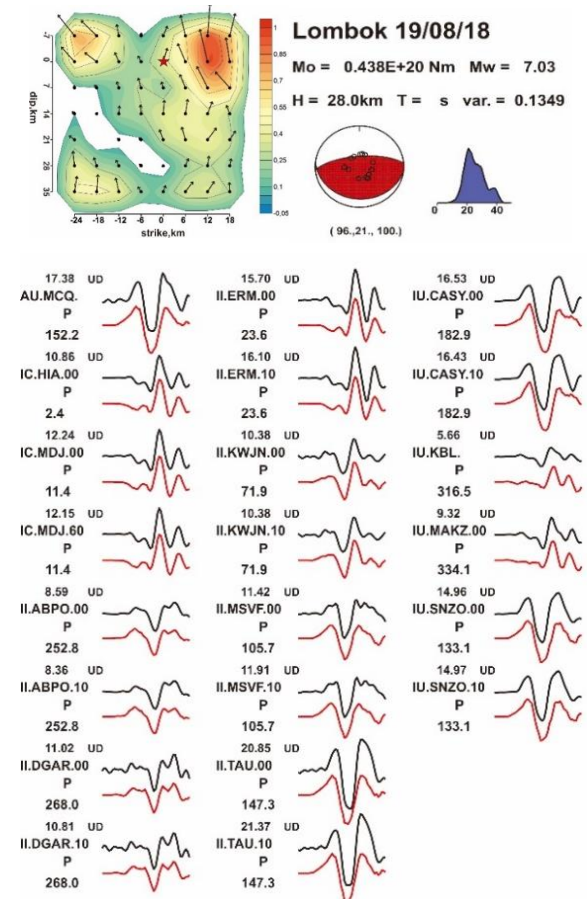 Lombok 19/08/18
Mo = 0.438E+20 Nm Mw = 7.03
H = 28.0km T = s var. = 0.1349
dip,km
-7
0
7
14
21
28
35
-24 -18 -12 -6 0 6 12 18
strike,km
1
0.85
0.7
0.55
0.4
0.25
0.1
-0.05
0 20 40
( 96.,21., 100.)
17.38 UD
AU.MCQ.
P
152.2
10.86 UD
IC.HIA.00
P
2.4
12.24 UD
IC.MDJ.00
P
11.4
12.15 UD
IC.MDJ.60
P
11.4
8.59 UD
II.ABPO.00
P
252.8
8.36 UD
II.ABPO.10
P
252.8
11.02 UD
II.DGAR.00
P
268.0
10.81 UD
II.DGAR.10
P
268.0
15.70 UD
II.ERM.00
P
23.6
16.10 UD
II.ERM.10
P
23.6
10.38 UD
II.KWJN.00
P
71.9
10.38 UD
II.KWJN.10
P
71.9
11.42 UD
II.MSVF.00
P
105.7
11.91 UD
II.MSVF.10
P
105.7
20.85 UD
II.TAU.00
P
147.3
21.37 UD
II.TAU.10
P
147.3
16.53 UD
IU.CASY.00
P
182.9
16.43 UD
IU.CASY.10
P
182.9
5.66 UD
IU.KBL.
P
316.5
9.32 UD
IU.MAKZ.00
P
334.1
14.96 UD
IU.SNZO.00
P
133.1
14.97 UD
IU.SNZO.10
P
133.1